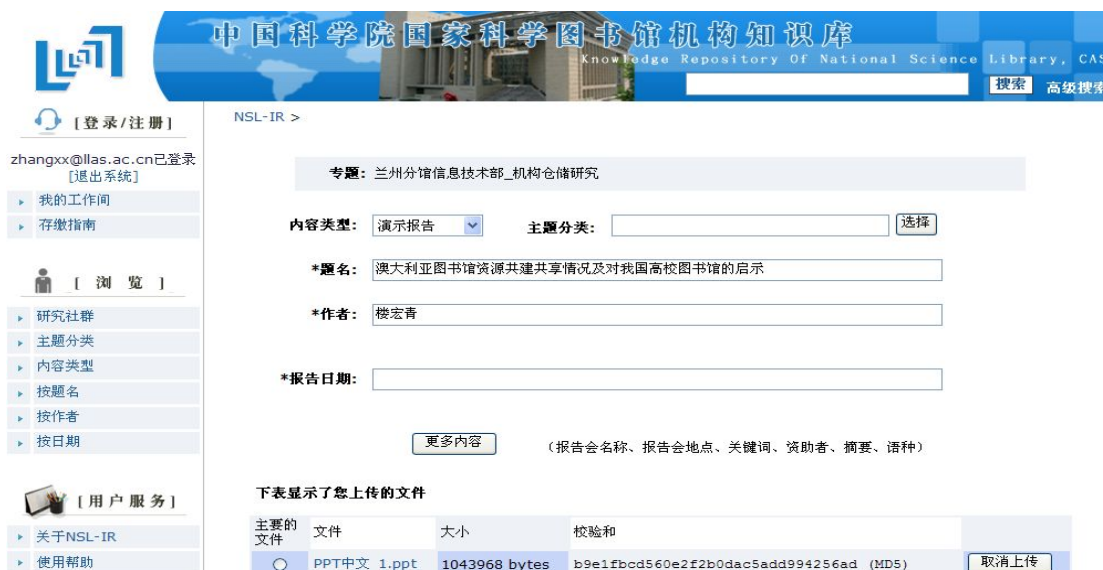 中国科学院国家科学图书馆机构知识库
Knowledge Repository Of National Science Library, CAS
搜索 高级搜索
[登录/注册]
zhangxx@llas.ac.cn已登录
[退出系统]
我的工作间
存缴指南
[ 浏 览 ]
研究社群
主题分类
内容类型
按题名
按作者
按日期
[用户服务]
关于NSL-IR
使用帮助
NSL-IR >
专题: 兰州分馆信息技术部_机构仓储研究
内容类型: 演示报告 主题分类: 选择
*题名: 澳大利亚图书馆资源共建共享情况及对我国高校图书馆的启示
*作者: 楼宏青
*报告日期:
更多内容 (报告会名称、报告会地点、关键词、资助者、摘要、语种)
下表显示了您上传的文件
主要的文件 文件 大小 校验和
PPT中文 1.ppt 1043968 bytes b9e1fbcd560e2f2b0dac5add994256ad (MD5) 取消上传